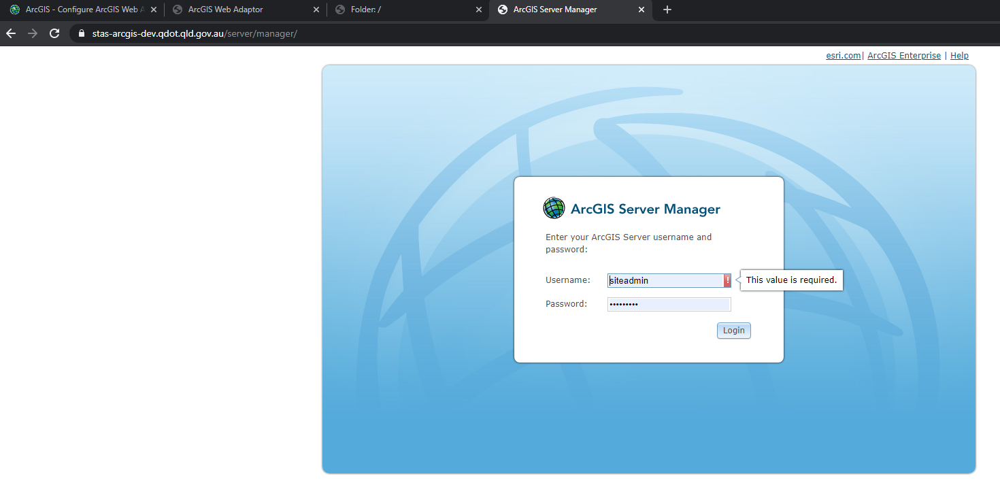 ArcGIS - Configure ArcGIS Web A
ArcGIS Web Adaptor
Folder: /
ArcGIS Server Manager
stas-arcgis-dev.qdot.qld.gov.au/server/manager/
esri.com| ArcGIS Enterprise | Help
ArcGIS Server Manager
Enter your ArcGIS Server username and
password:
Username: siteadmin ! This value is required.
Password: •••••••••
Login